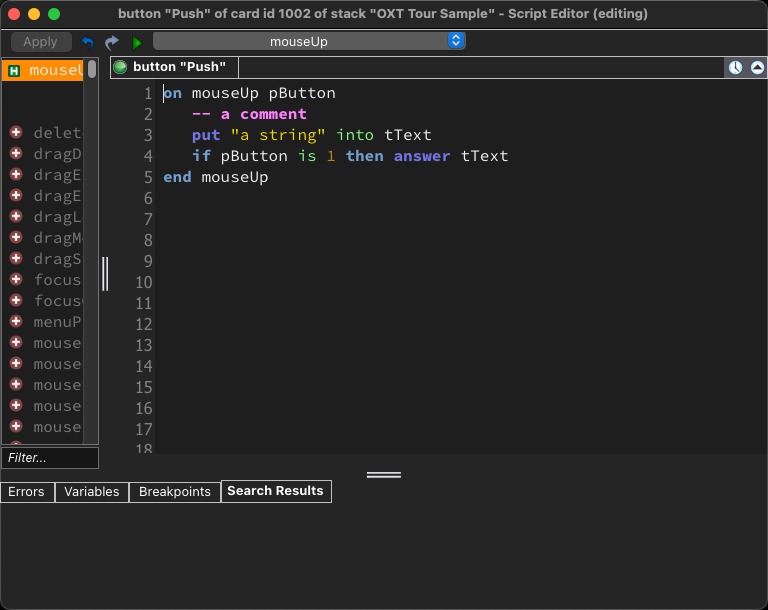 button "Push" of card id 1002 of stack "OXT Tour Sample" - Script Editor (editing)
Apply
mouseUp
H mouseU
button "Push"
1 on mouseUp pButton
2 -- a comment
3 put "a string" into tText
4 if pButton is 1 then answer tText
5 end mouseUp
6
7
8
9
10
11
12
13
14
15
16
17
18
delet
dragD
dragE
dragE
dragL
dragM
dragS
focus
focus
menuP
mouse
mouse
mouse
mouse
mouse
Filter...
Errors
Variables
Breakpoints
Search Results